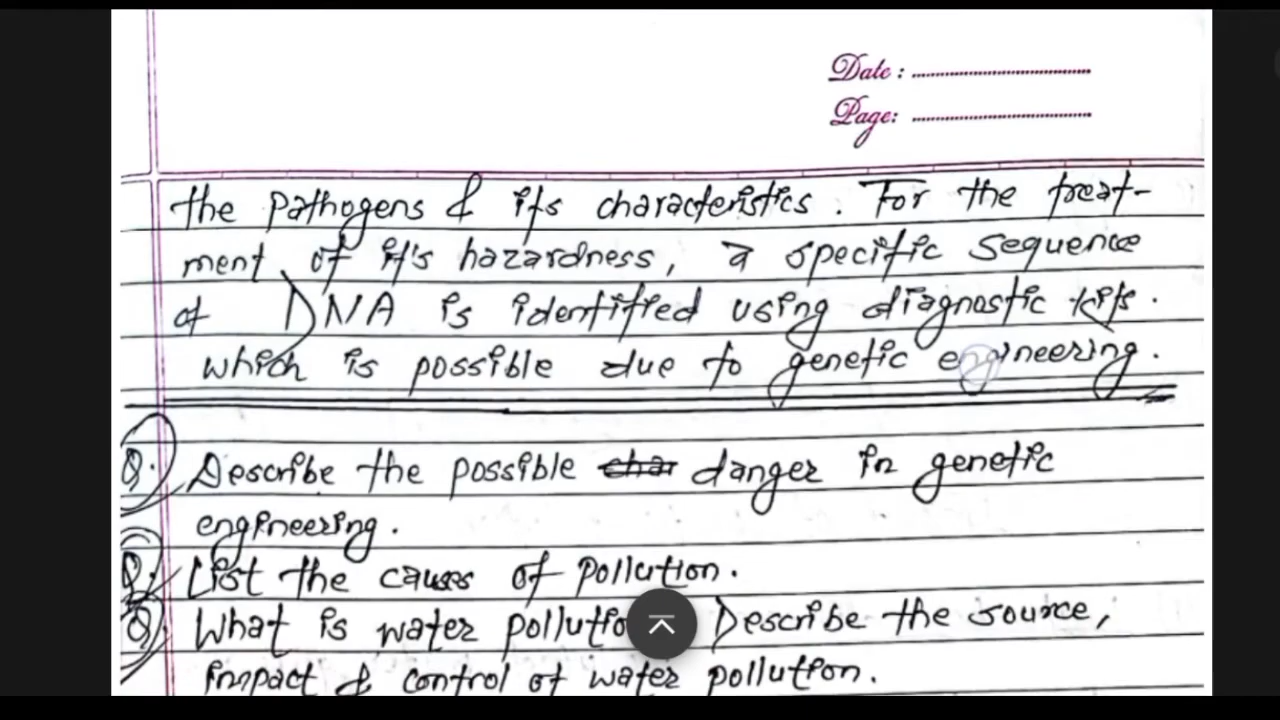 Date :
Page:
the pathogens & its characteristics. For the treat-
ment of it's hazardness, a specific sequence
of DNA is identified using diagnostic kits.
which is possible due to genetic engineering.
Q. Describe the possible char danger in genetic
engineering.
Q. List the causes of pollution.
Q. What is water Describe the source,
impact & control of water pollution.